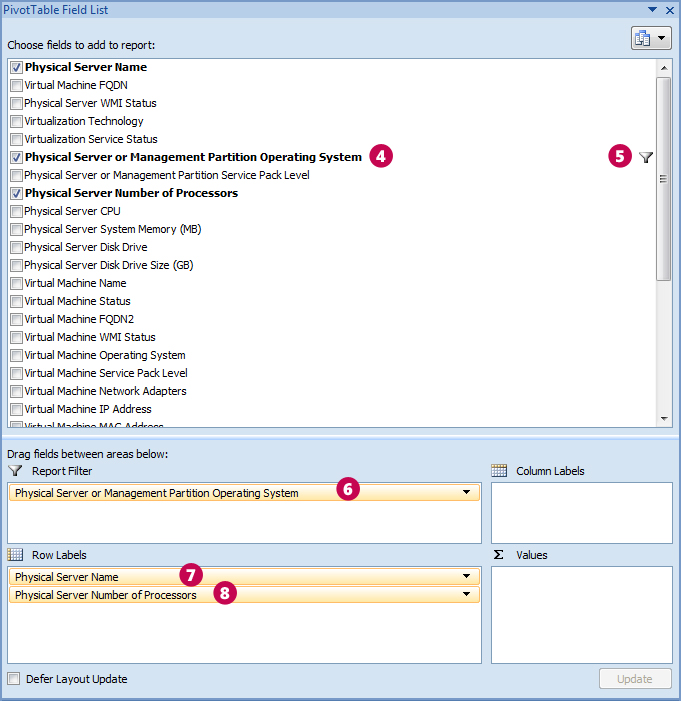 PivotTable Field List
Choose fields to add to report:
Physical Server Name
Virtual Machine FQDN
Physical Server WMI Status
Virtualization Technology
Virtualization Service Status
Physical Server or Management Partition Operating System 4 5
Physical Server or Management Partition Service Pack Level
Physical Server Number of Processors
Physical Server CPU
Physical Server System Memory (MB)
Physical Server Disk Drive
Physical Server Disk Drive Size (GB)
Virtual Machine Name
Virtual Machine Status
Virtual Machine FQDN2
Virtual Machine WMI Status
Virtual Machine Operating System
Virtual Machine Service Pack Level
Virtual Machine Network Adapters
Virtual Machine IP Address
Virtual Machine MAC Address
Drag fields between areas below:
Report Filter
Physical Server or Management Partition Operating System 6
Column Labels
Row Labels
Physical Server Name 7
Physical Server Number of Processors 8
Σ Values
Defer Layout Update
Update